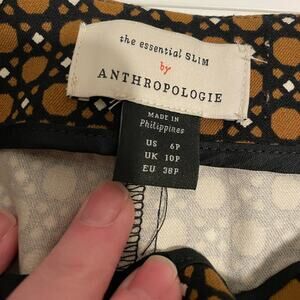 the essential SLIM
by
ANTHROPOLOGIE
MADE IN
Philippines
US 6P
UK 10P
EU 38P